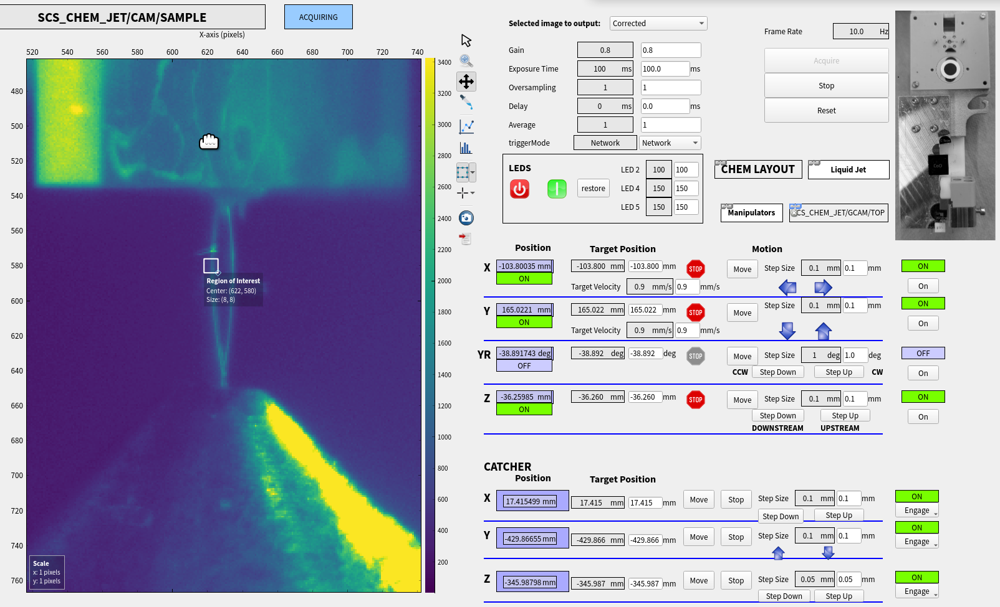 SCS_CHEM_JET/CAM/SAMPLE
ACQUIRING
X-axis (pixels)
520 540 560 580 600 620 640 660 680 700 720 740
480
500
520
540
560
580
600
620
640
660
680
700
720
740
760
Region of Interest
Center: (622, 580)
Size: (8, 8)
Scale
x: 1 pixels
y: 1 pixels
3400
3200
3000
2800
2600
2400
2200
2000
1800
1600
1400
1200
1000
800
600
400
200
Selected image to output: Corrected
Gain 0.8 0.8
Exposure Time 100 ms 100.0 ms
Oversampling 1 1
Delay 0 ms 0.0 ms
Average 1 1
triggerMode Network Network
Frame Rate 10.0 Hz
Acquire
Stop
Reset
LEDS
restore
LED 2 100 100
LED 4 150 150
LED 5 150 150
CHEM LAYOUT
Liquid Jet
Manipulators
CS_CHEM_JET/GCAM/TOP
Position Target Position Motion
X -103.80035 mm -103.800 mm -103.800 mm STOP Move Step Size 0.1 mm 0.1 mm ON
ON
Target Velocity 0.9 mm/s 0.9 mm/s On
Y 165.0221 mm 165.022 mm 165.022 mm STOP Move Step Size 0.1 mm 0.1 mm ON
ON
Target Velocity 0.9 mm/s 0.9 mm/s On
YR -38.891743 deg -38.892 deg -38.892 deg STOP Move Step Size 1 deg 1.0 deg OFF
OFF
CCW Step Down Step Up CW On
Z -36.25985 mm -36.260 mm -36.260 mm STOP Move Step Size 0.1 mm 0.1 mm ON
ON
Step Down Step Up On
DOWNSTREAM UPSTREAM
CATCHER
Position Target Position
X 17.415499 mm 17.415 mm 17.415 mm Move Stop Step Size 0.1 mm 0.1 mm ON
Step Down Step Up Engage
Y -429.86655 mm -429.866 mm -429.866 mm Move Stop Step Size 0.1 mm 0.1 mm ON
Engage
Z -345.98798 mm -345.987 mm -345.987 mm Move Stop Step Size 0.05 mm 0.05 mm ON
Step Down Step Up Engage